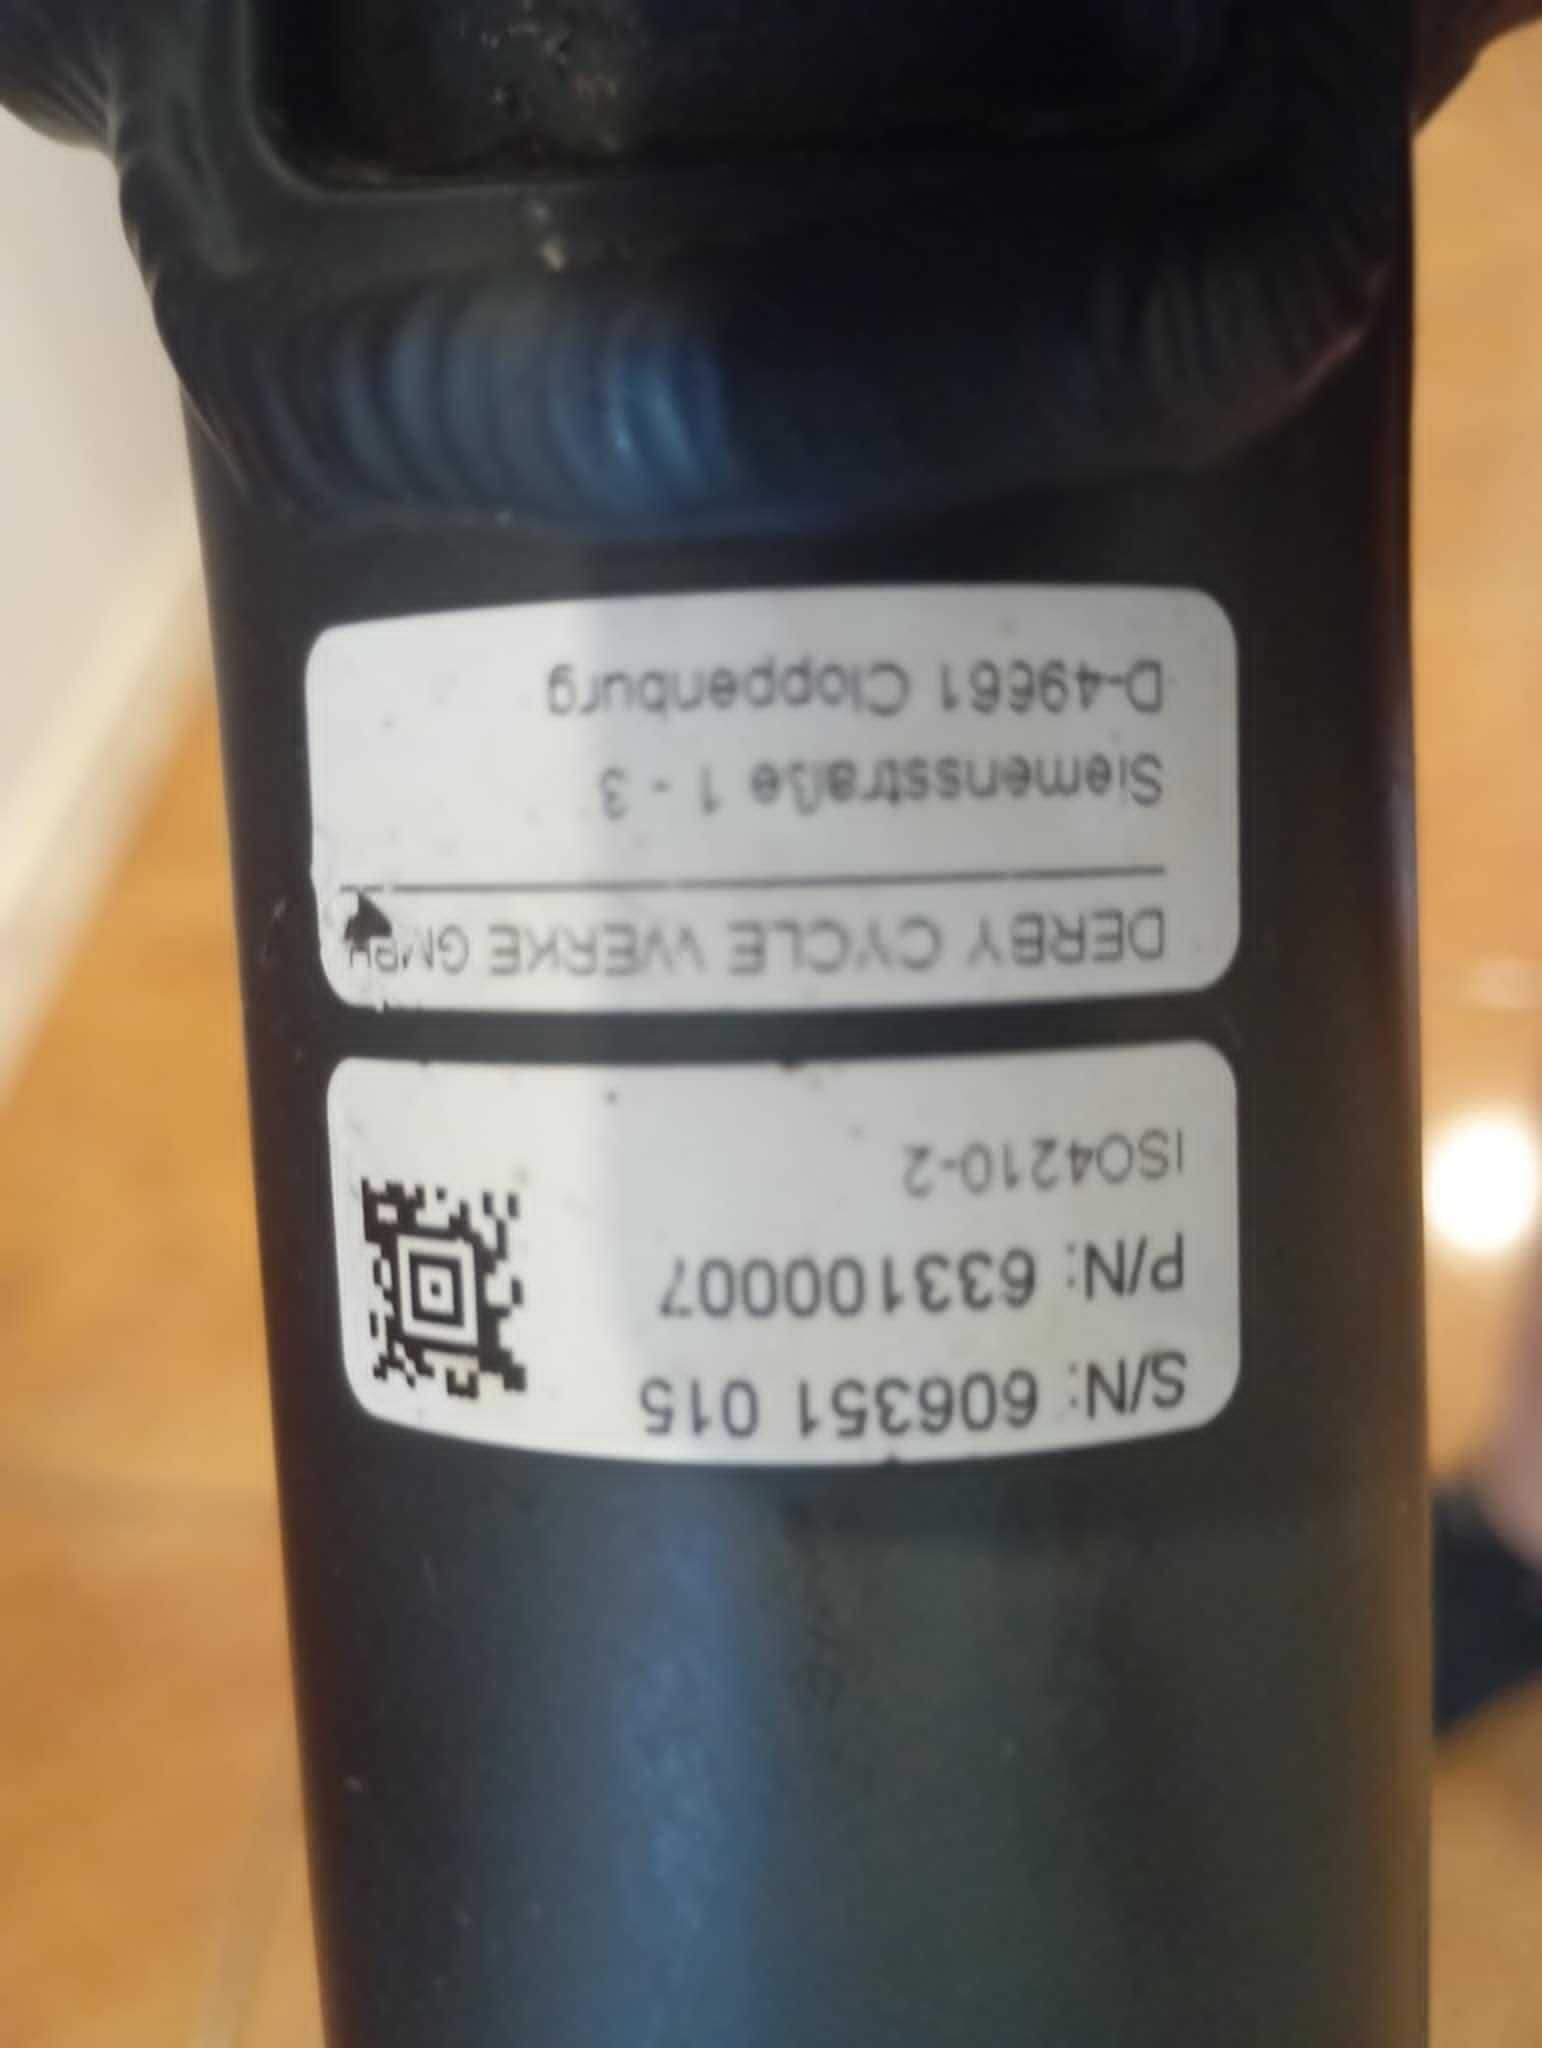 S/N: 606351 015
P/N: 633100007
ISO4210-2
DERBY CYCLE WERKE GMBH
Siemensstraße 1 - 3
D-49661 Cloppenburg